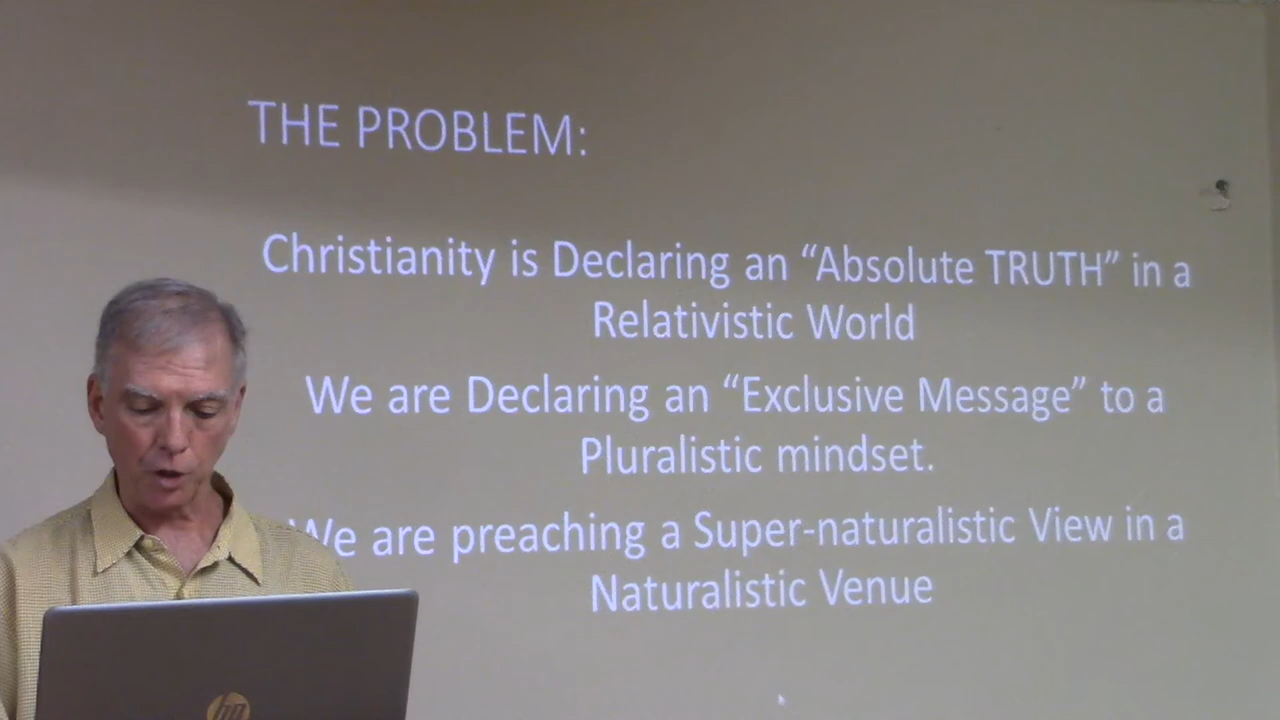 THE PROBLEM:
Christianity is Declaring an “Absolute TRUTH” in a
Relativistic World
We are Declaring an “Exclusive Message” to a
Pluralistic mindset.
We are preaching a Super-naturalistic View in a
Naturalistic Venue
hp